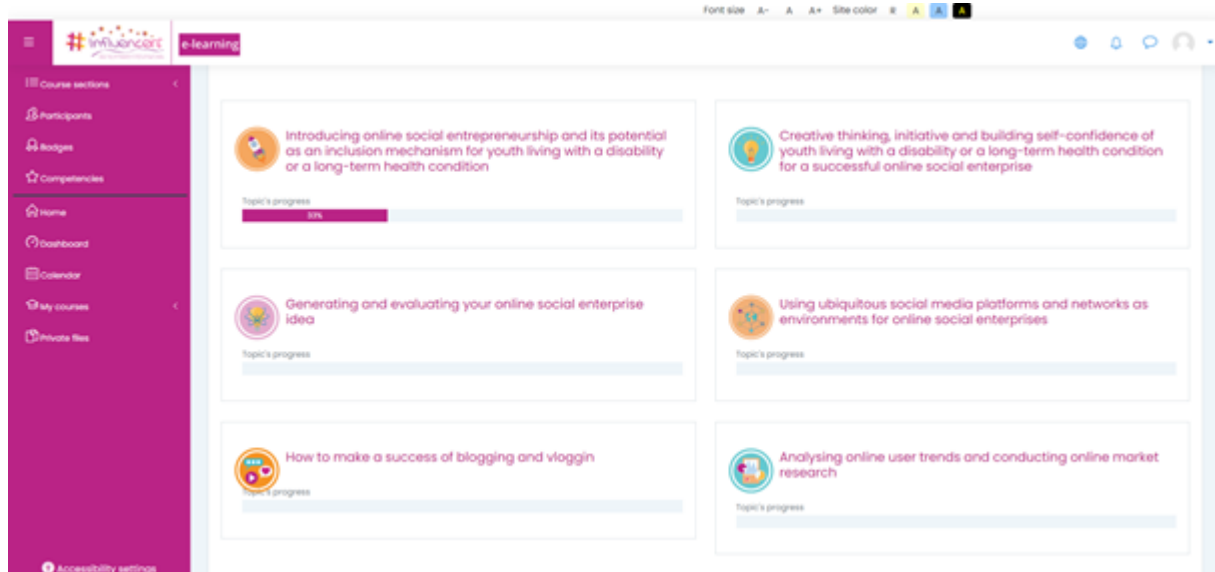 Font size A- A A+ Site color R A A A
#Influencers
e-learning
Course sections
Participants
Badges
Competencies
Home
Dashboard
Calendar
My courses
Private files
Accessibility settings
Introducing online social entrepreneurship and its potential
as an inclusion mechanism for youth living with a disability
or a long-term health condition
Topic's progress
33%
Creative thinking, initiative and building self-confidence of
youth living with a disability or a long-term health condition
for a successful online social enterprise
Topic's progress
Generating and evaluating your online social enterprise
idea
Topic's progress
Using ubiquitous social media platforms and networks as
environments for online social enterprises
Topic's progress
How to make a success of blogging and vloggin
Topic's progress
Analysing online user trends and conducting online market
research
Topic's progress